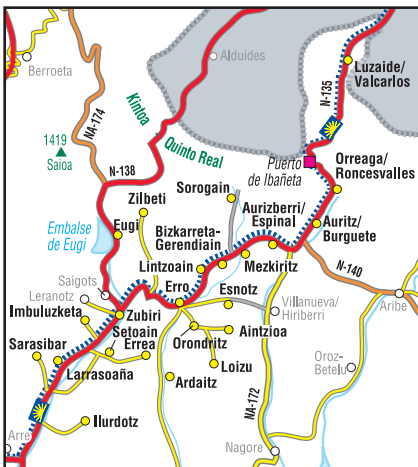 Alduides
Luzaide/
Valcarlos
Berroeta
N-135
Kintoa
NA-174
1419
Saioa
Quinto Real
Puerto
de Ibañeta
Orreaga/
Roncesvalles
N-138
Sorogain
Zilbeti
Aurizberri/
Espinal
Embalse
de Eugi
Eugi
Bizkarreta-
Gerendiain
Auritz/
Burguete
Lintzoain
Mezkiritz
N-140
Saigots
Leranotz
Erro
Esnotz
Villanueva/
Hiriberri
Aribe
Imbuluzketa
Zubiri
Setoain
Orondritz
Aintzioa
Sarasibar
Errea
Larrasoaña
Loizu
Oroz-
Betelu
Ardaitz
NA-172
Ilurdotz
Arre
Nagore